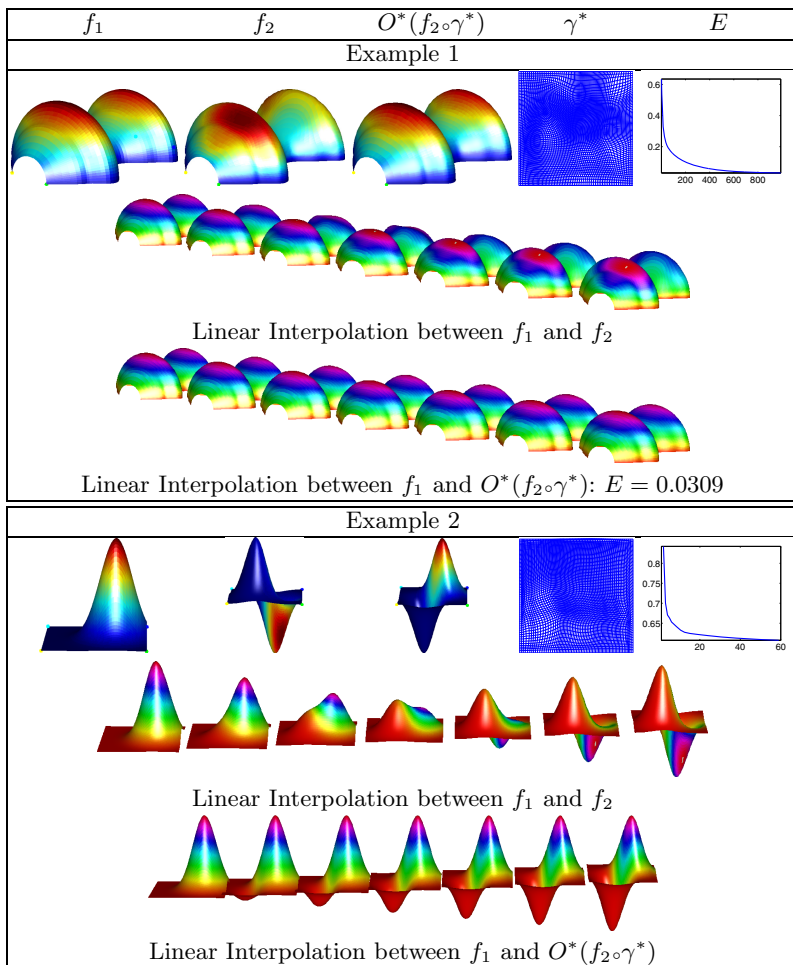 f₁ f₂ O*(f₂∘γ*) γ* E
Example 1
0.6
0.4
0.2
200 400 600 800
Linear Interpolation between f₁ and f₂
Linear Interpolation between f₁ and O*(f₂∘γ*): E = 0.0309
Example 2
0.8
0.75
0.7
0.65
20 40 60
Linear Interpolation between f₁ and f₂
Linear Interpolation between f₁ and O*(f₂∘γ*)